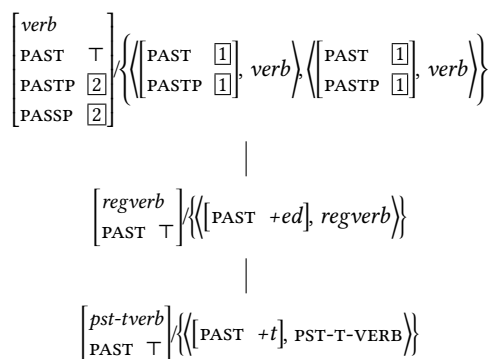 verb
PAST ⊤
PASTP 2
PASSP 2
/{⟨[PAST 1
PASTP 1], verb⟩,⟨[PAST 1
PASTP 1], verb⟩}
regverb
PAST ⊤
/{⟨[PAST +ed], regverb⟩}
pst-tverb
PAST ⊤
/{⟨[PAST +t], PST-T-VERB⟩}